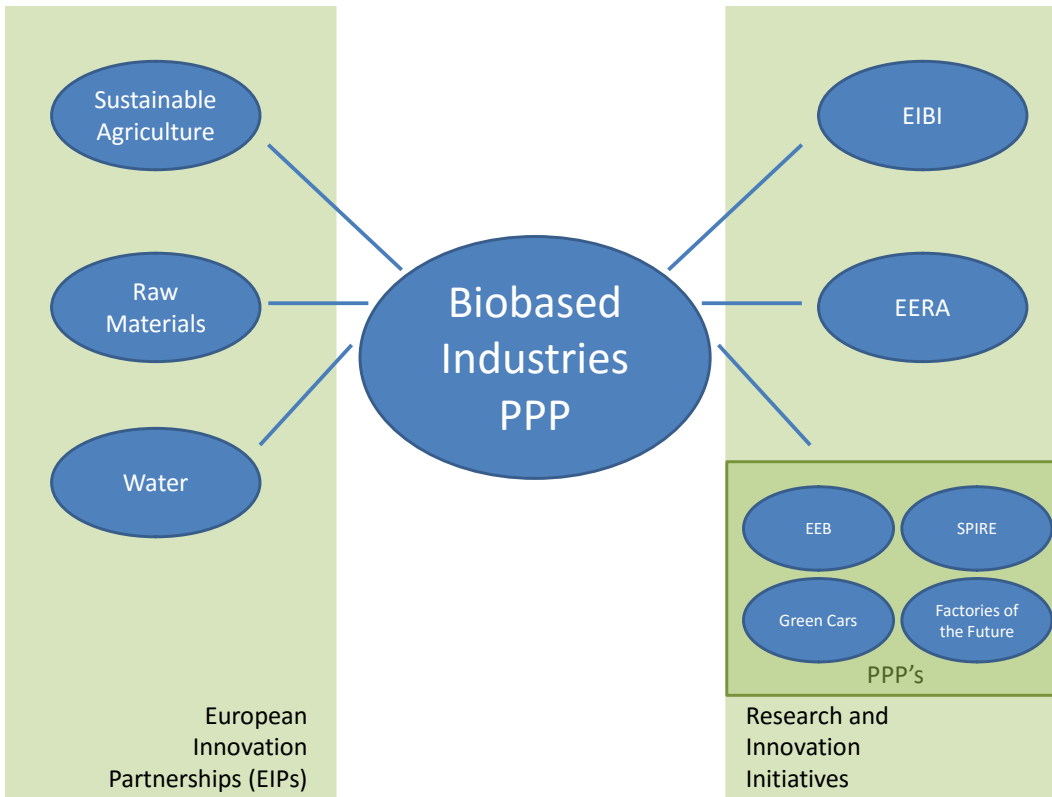 Sustainable
Agriculture
Raw
Materials
Water
European
Innovation
Partnerships (EIPs)
Biobased
Industries
PPP
EIBI
EERA
EEB
SPIRE
Green Cars
Factories of
the Future
PPP's
Research and
Innovation
Initiatives